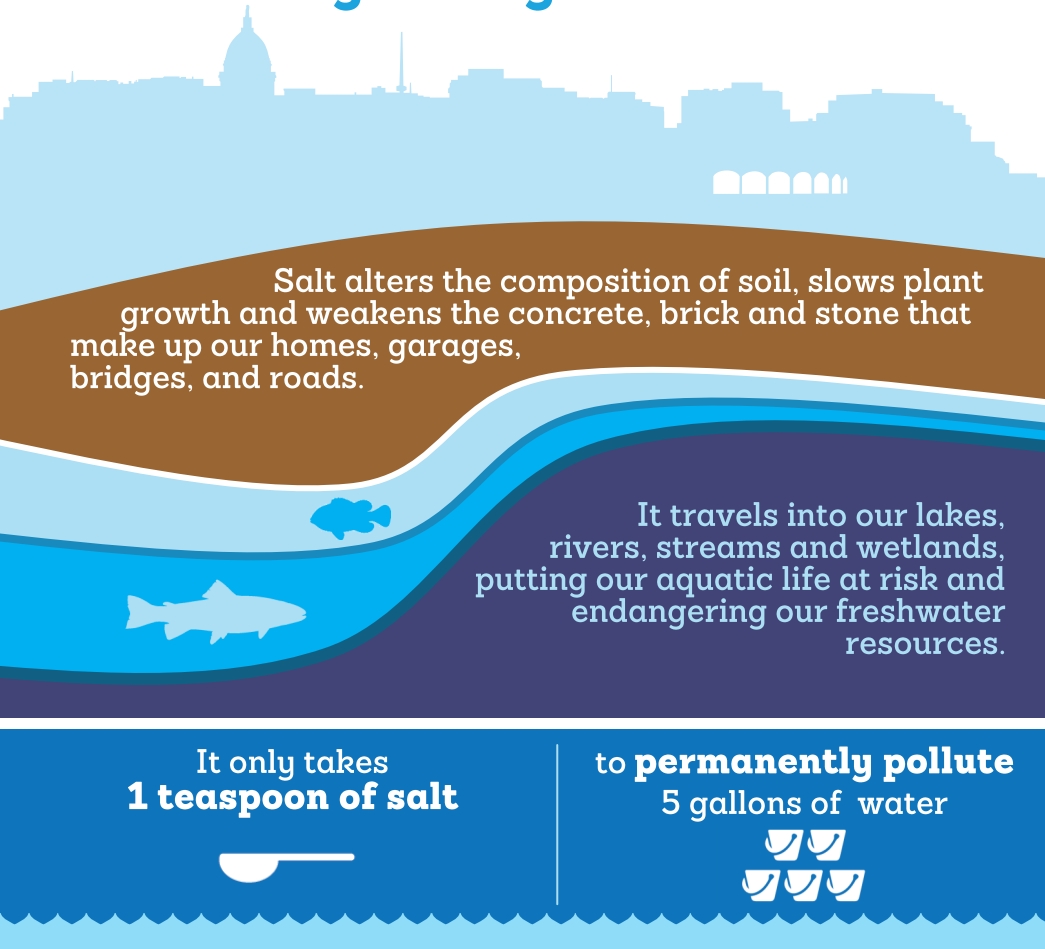 Salt alters the composition of soil, slows plant
growth and weakens the concrete, brick and stone that
make up our homes, garages,
bridges, and roads.
It travels into our lakes,
rivers, streams and wetlands,
putting our aquatic life at risk and
endangering our freshwater
resources.
It only takes
1 teaspoon of salt
to permanently pollute
5 gallons of water